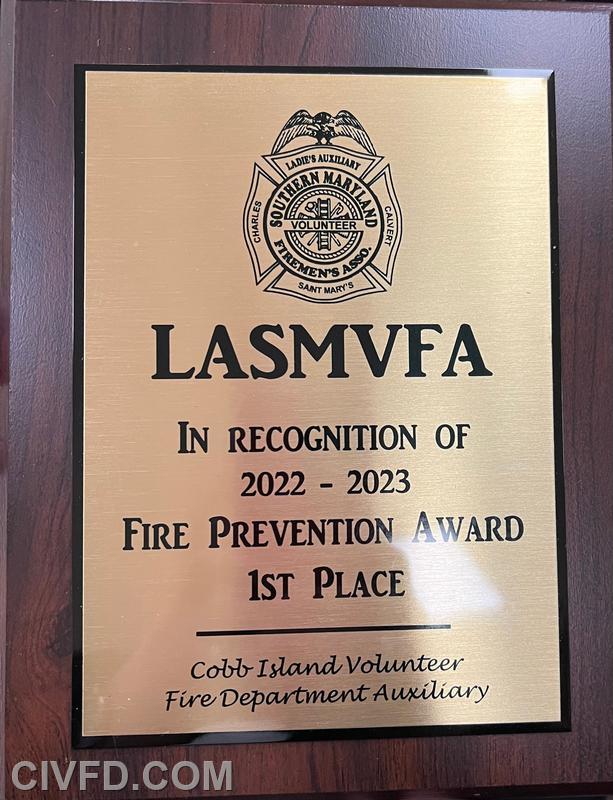 LADIE'S AUXILIARY
SOUTHERN MARYLAND
CHARLES
VOLUNTEER
CALVERT
FIREMEN'S ASSO.
SAINT MARY'S
LASMVFA
IN RECOGNITION OF
2022 - 2023
FIRE PREVENTION AWARD
1ST PLACE
Cobb Island Volunteer
Fire Department Auxiliary
CIVFD.COM